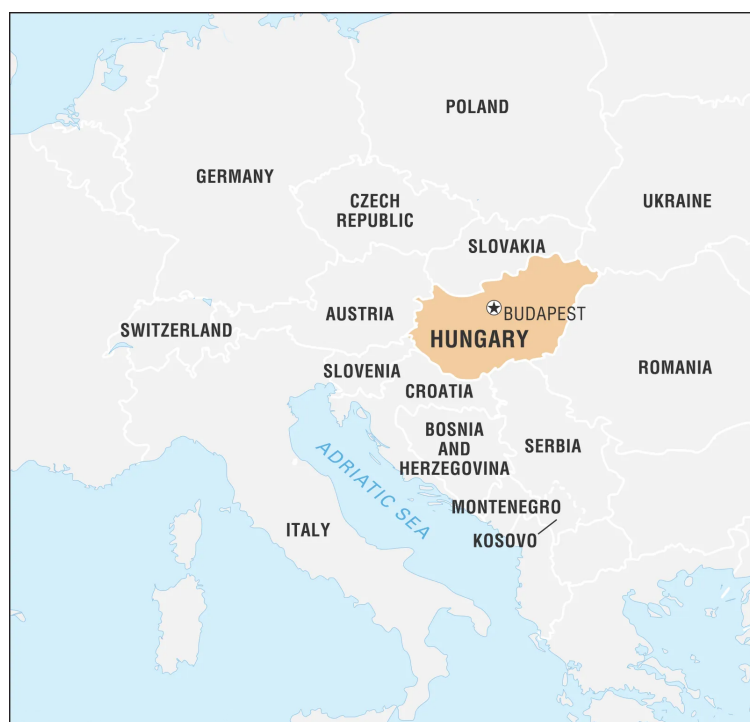 POLAND
GERMANY
CZECH
REPUBLIC
UKRAINE
SLOVAKIA
AUSTRIA
BUDAPEST
SWITZERLAND
HUNGARY
SLOVENIA
ROMANIA
CROATIA
BOSNIA
AND
HERZEGOVINA
SERBIA
ADRIATIC SEA
MONTENEGRO
ITALY
KOSOVO